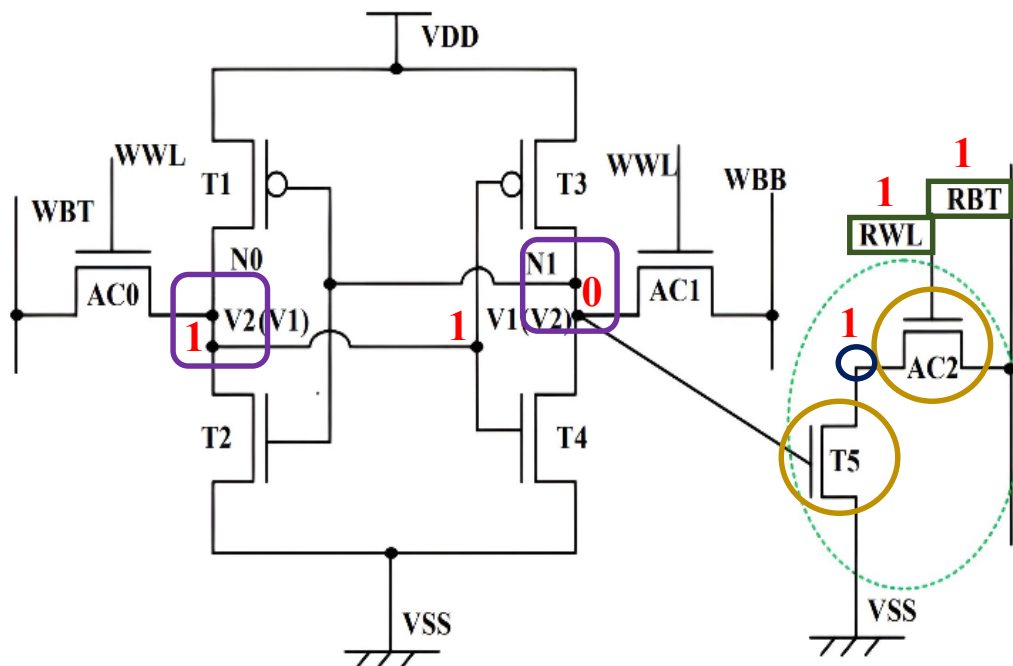 VDD
1
WWL
T1
T3
WWL
WBB
1
RBT
WBT
RWL
N0
N1
AC0
0
AC1
1
V2(V1)
1
V1(V2)
1
AC2
T2
T4
T5
VSS
VSS